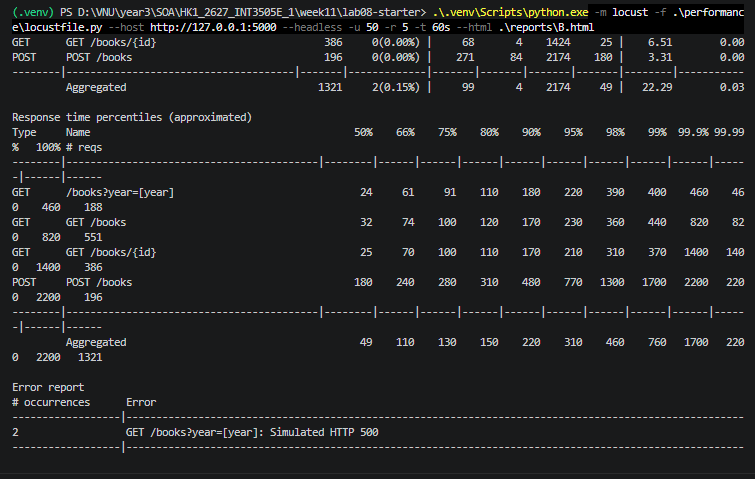 (.venv) PS D:\VNU\year3\SOA\HK1_2627_INT3505E_1\week11\lab08-starter> .\.venv\Scripts\python.exe -m locust -f .\performanc
e\locustfile.py --host http://127.0.0.1:5000 --headless -u 50 -r 5 -t 60s --html .\reports\B.html
GET      GET /books/{id}                            386     0(0.00%) |     68       4    1424     25 |    6.51        0.00
POST     POST /books                                196     0(0.00%) |    271      84    2174    180 |    3.31        0.00
--------|------------------------------------|-------|-------------|-------|-------|-------|-------|--------|-----------
         Aggregated                                1321     2(0.15%) |     99       4    2174     49 |   22.29        0.03
Response time percentiles (approximated)
Type     Name                                                  50%    66%    75%    80%    90%    95%    98%    99%  99.9% 99.99
%   100% # reqs
--------|------------------------------------------|--------|------|------|------|------|------|------|------|------|-----
-|------|------
GET      /books?year=[year]                                     24     61     91    110    180    220    390    400    460    46
0    460    188
GET      GET /books                                             32     74    100    120    170    230    360    440    820    82
0    820    551
GET      GET /books/{id}                                        25     70    100    110    170    210    310    370   1400   140
0   1400    386
POST     POST /books                                           180    240    280    310    480    770   1300   1700   2200   220
0   2200    196
--------|------------------------------------------|--------|------|------|------|------|------|------|------|------|-----
-|------|------
         Aggregated                                             49    110    130    150    220    310    460    760   1700   220
0   2200   1321
Error report
# occurrences      Error
------------------|---------------------------------------------------------------------------------------------
2                  GET /books?year=[year]: Simulated HTTP 500
------------------|---------------------------------------------------------------------------------------------